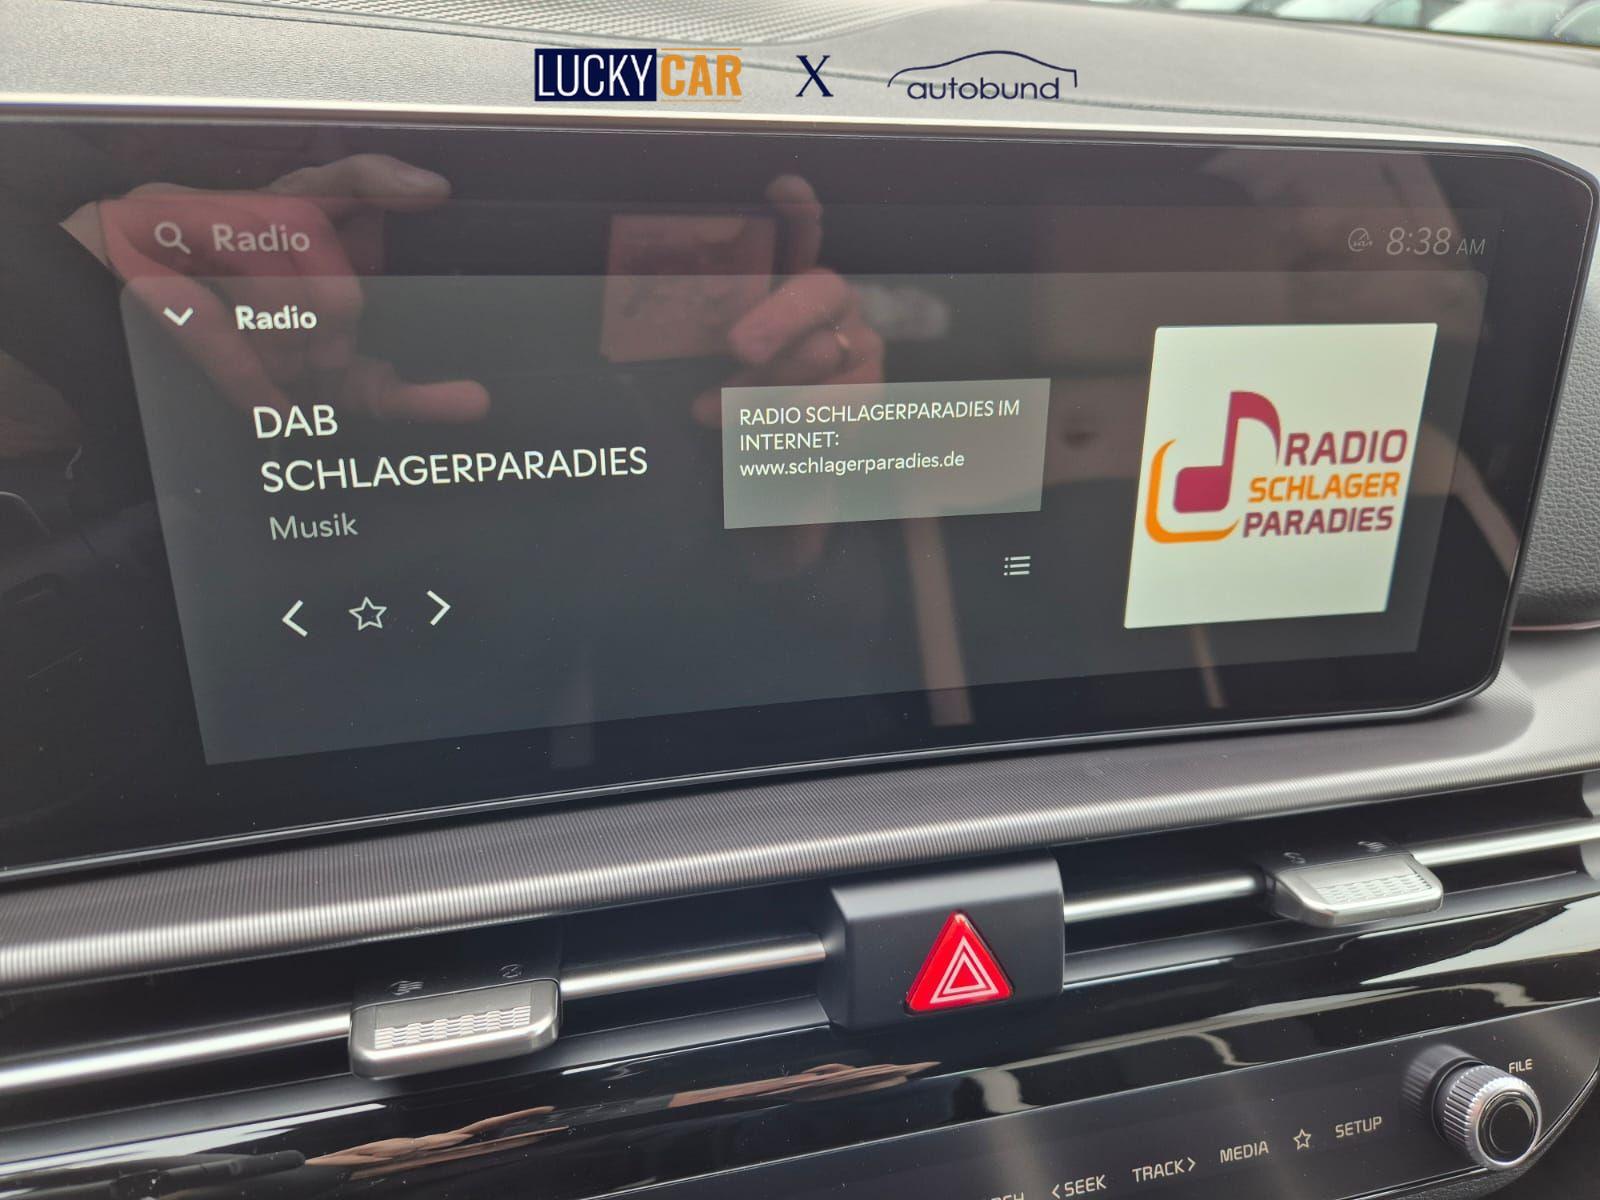 LUCKYCAR X autobund
Radio
8:38 AM
Radio
DAB
SCHLAGERPARADIES
Musik
RADIO SCHLAGERPARADIES IM
INTERNET:
www.schlagerparadies.de
RADIO
SCHLAGER
PARADIES
FILE
<SEEK TRACK> MEDIA ☆ SETUP